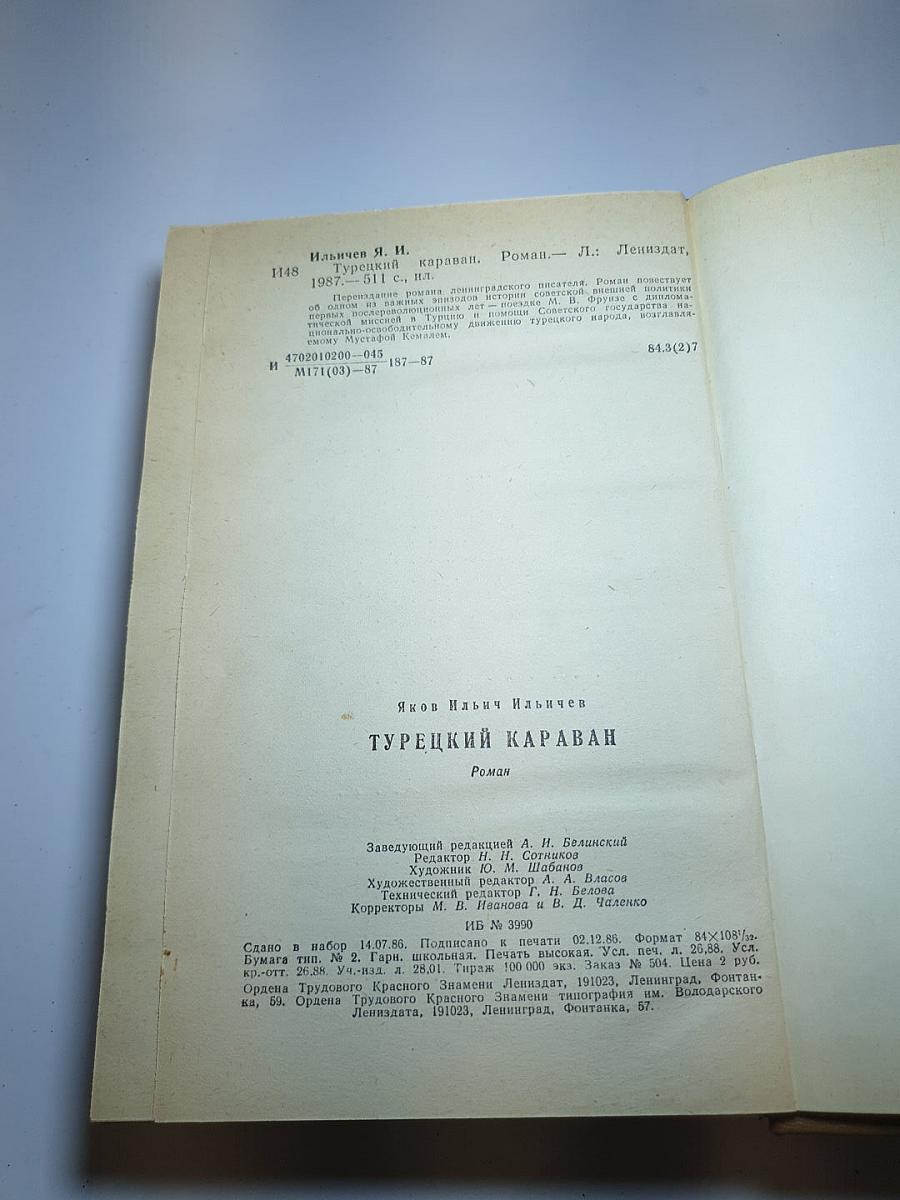 Ильичев Я. И.
И48 Турецкий караван. Роман.— Л.: Лениздат,
1987.— 511 с., ил.
Переиздание романа ленинградского писателя. Роман повествует
об одном из важных эпизодов истории советской внешней политики
первых послереволюционных лет — поездке М. В. Фрунзе с диплома-
тической миссией в Турцию и помощи Советского государства на-
ционально-освободительному движению турецкого народа, возглавля-
емому Мустафой Кемалем.
И 4702010200—045
М171(03)—87 187—87 84.3(2)7
Яков Ильич Ильичев
ТУРЕЦКИЙ КАРАВАН
Роман
Заведующий редакцией А. И. Белинский
Редактор Н. Н. Сотников
Художник Ю. М. Шабанов
Художественный редактор А. А. Власов
Технический редактор Г. Н. Белова
Корректоры М. В. Иванова и В. Д. Чаленко
ИБ № 3990
Сдано в набор 14.07.86. Подписано к печати 02.12.86. Формат 84×108¹/₃₂.
Бумага тип. № 2. Гарн. школьная. Печать высокая. Усл. печ. л. 26,88. Усл.
кр.-отт. 26.88. Уч.-изд. л. 28,01. Тираж 100 000 экз. Заказ № 504. Цена 2 руб.
Ордена Трудового Красного Знамени Лениздат, 191023, Ленинград, Фонтан-
ка, 59. Ордена Трудового Красного Знамени типография им. Володарского
Лениздата, 191023, Ленинград, Фонтанка, 57.